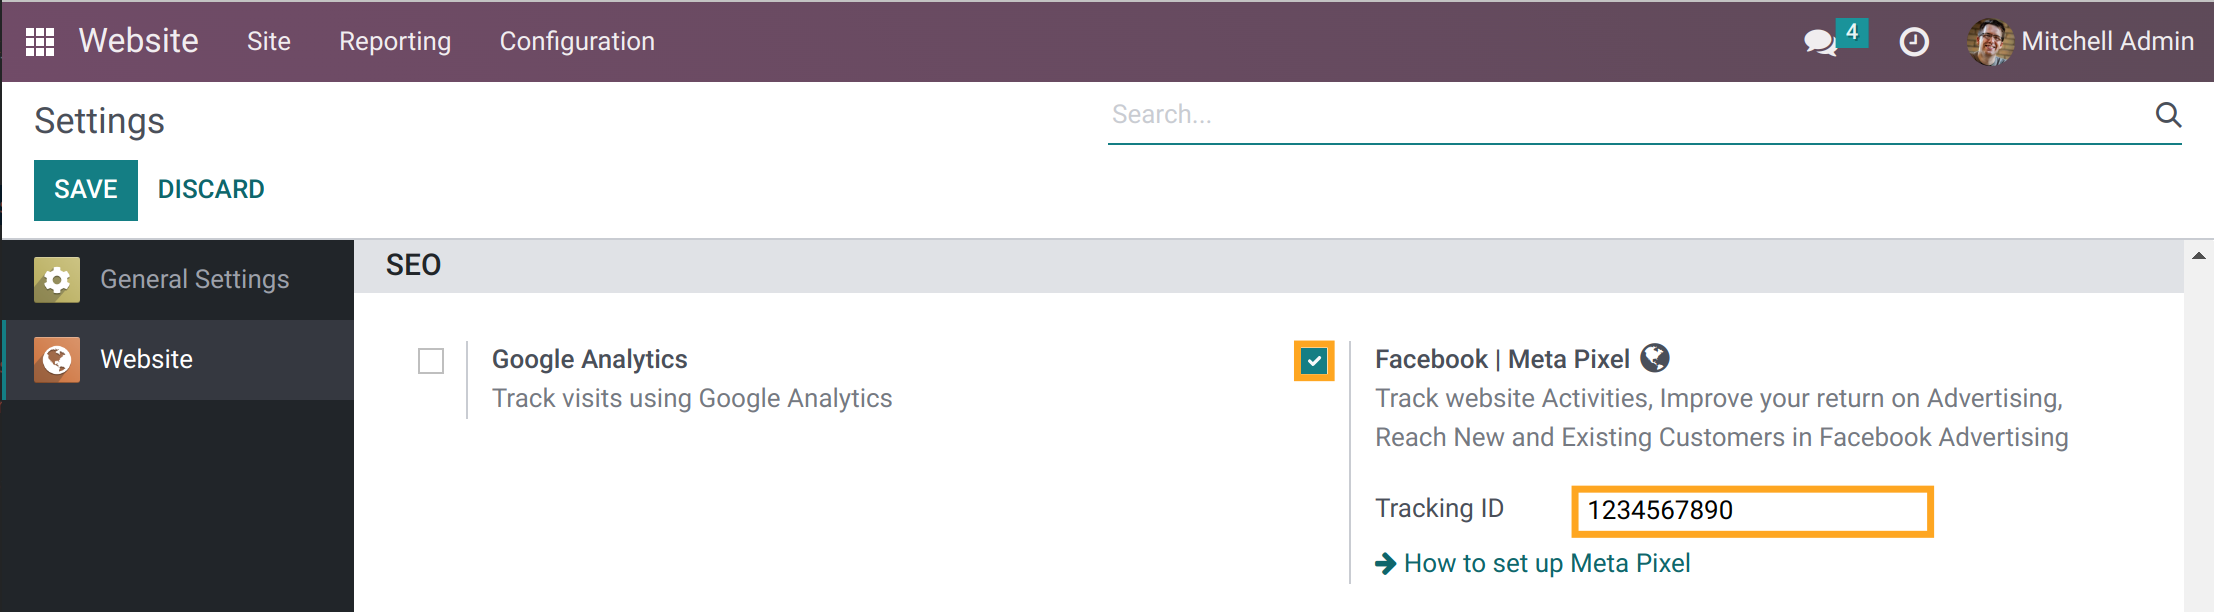 Website Site Reporting Configuration 4 Mitchell Admin
Settings Search...
SAVE DISCARD
General Settings
Website
SEO
Google Analytics
Track visits using Google Analytics
Facebook | Meta Pixel
Track website Activities, Improve your return on Advertising,
Reach New and Existing Customers in Facebook Advertising
Tracking ID 1234567890
How to set up Meta Pixel